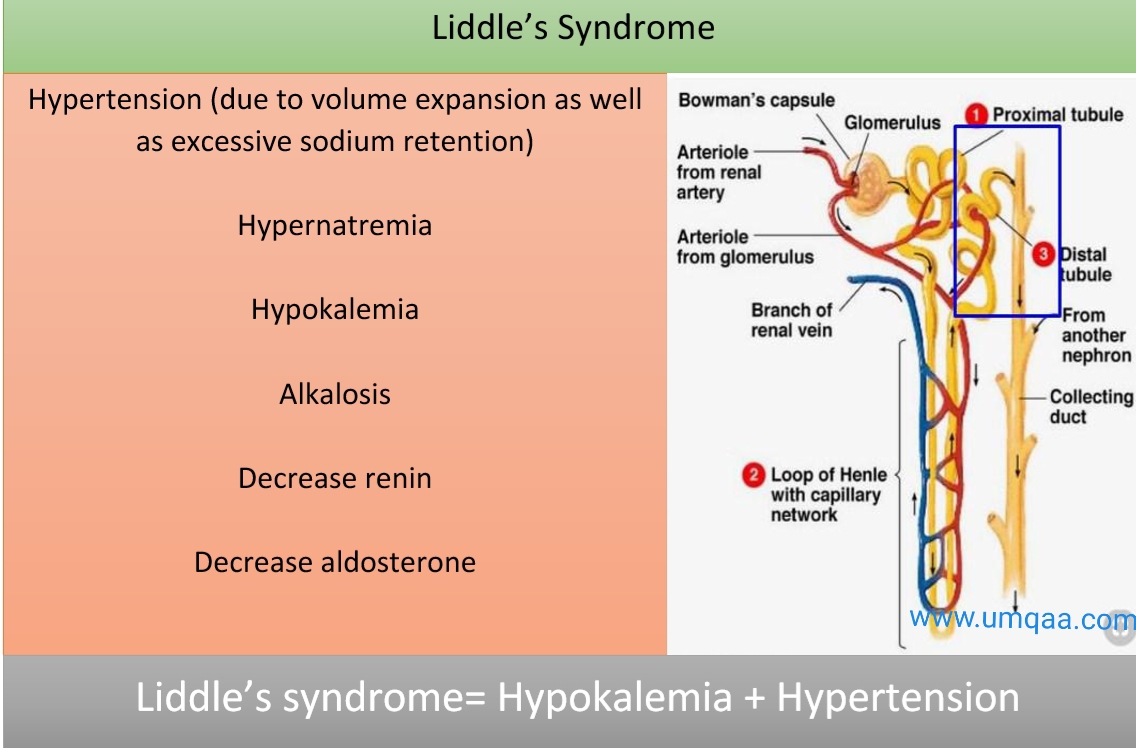 Liddle’s Syndrome
Hypertension (due to volume expansion as well
as excessive sodium retention)
Hypernatremia
Hypokalemia
Alkalosis
Decrease renin
Decrease aldosterone
Bowman’s capsule
Glomerulus
1 Proximal tubule
Arteriole
from renal
artery
Arteriole
from glomerulus
3 Distal
tubule
Branch of
renal vein
From
another
nephron
Collecting
duct
2 Loop of Henle
with capillary
network
www.umqaa.com
Liddle’s syndrome= Hypokalemia + Hypertension